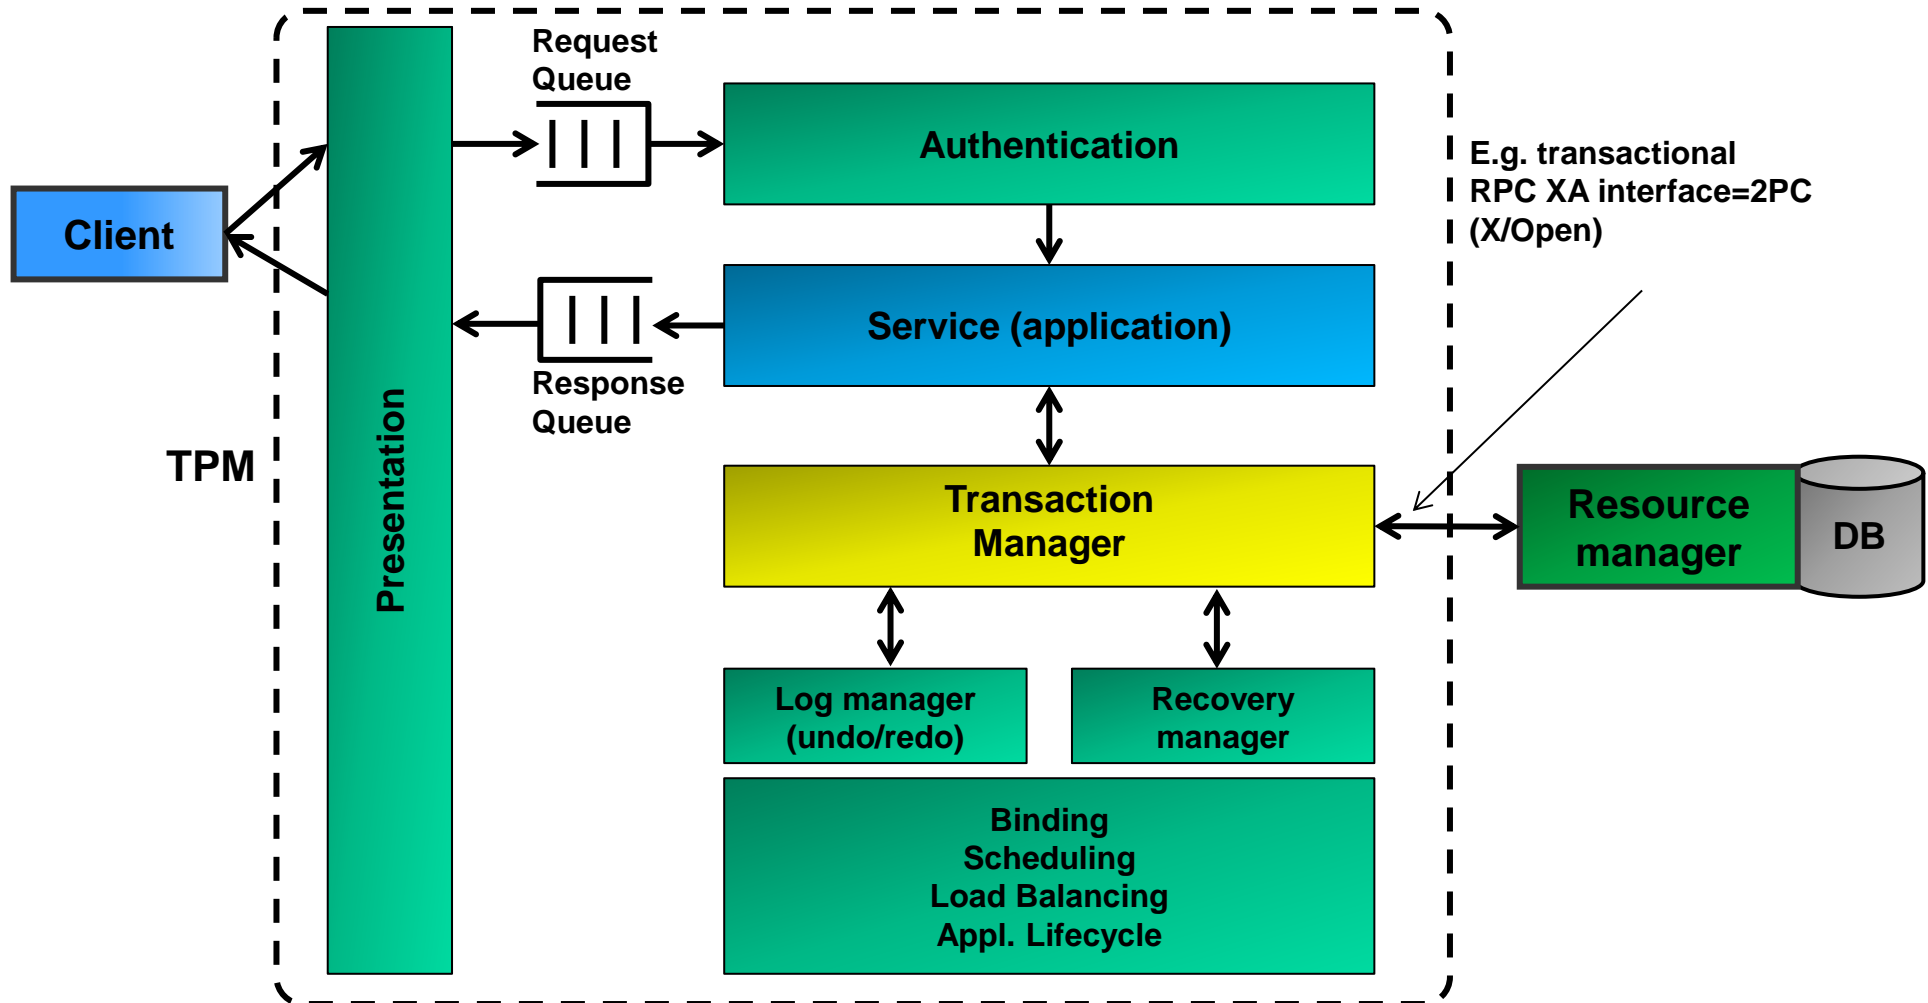 Request
Queue
Authentication
E.g. transactional
RPC XA interface=2PC
(X/Open)
Client
Service (application)
Response
Queue
Presentation
TPM
Transaction
Manager
Resource
manager
DB
Log manager
(undo/redo)
Recovery
manager
Binding
Scheduling
Load Balancing
Appl. Lifecycle